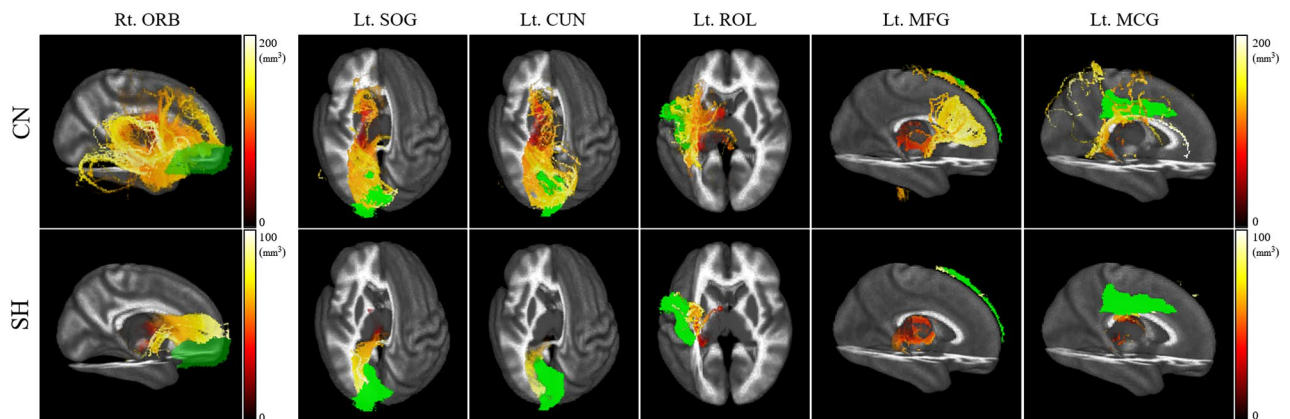 Rt. ORB Lt. SOG Lt. CUN Lt. ROL Lt. MFG Lt. MCG
CN
200
(mm³)
0
200
(mm³)
0
SH
100
(mm³)
0
100
(mm³)
0